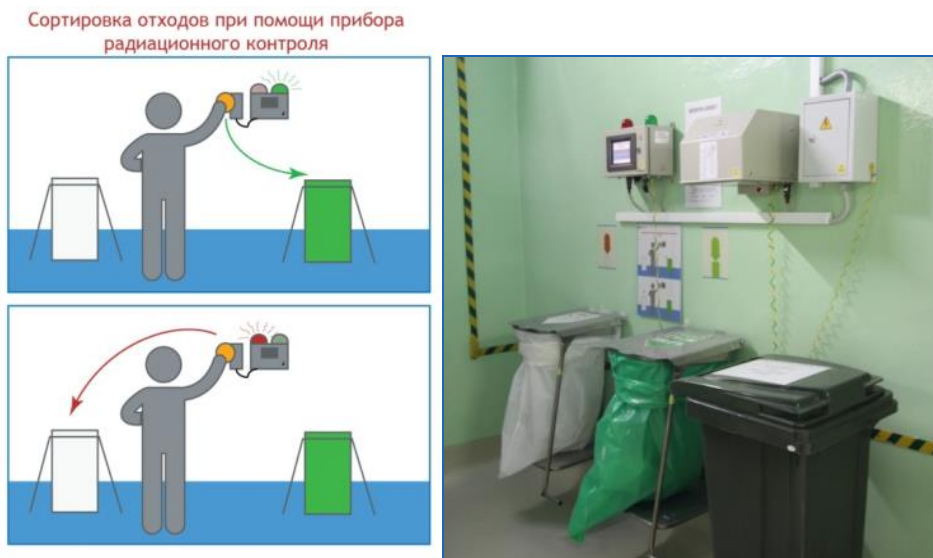 Сортировка отходов при помощи прибора
радиационного контроля